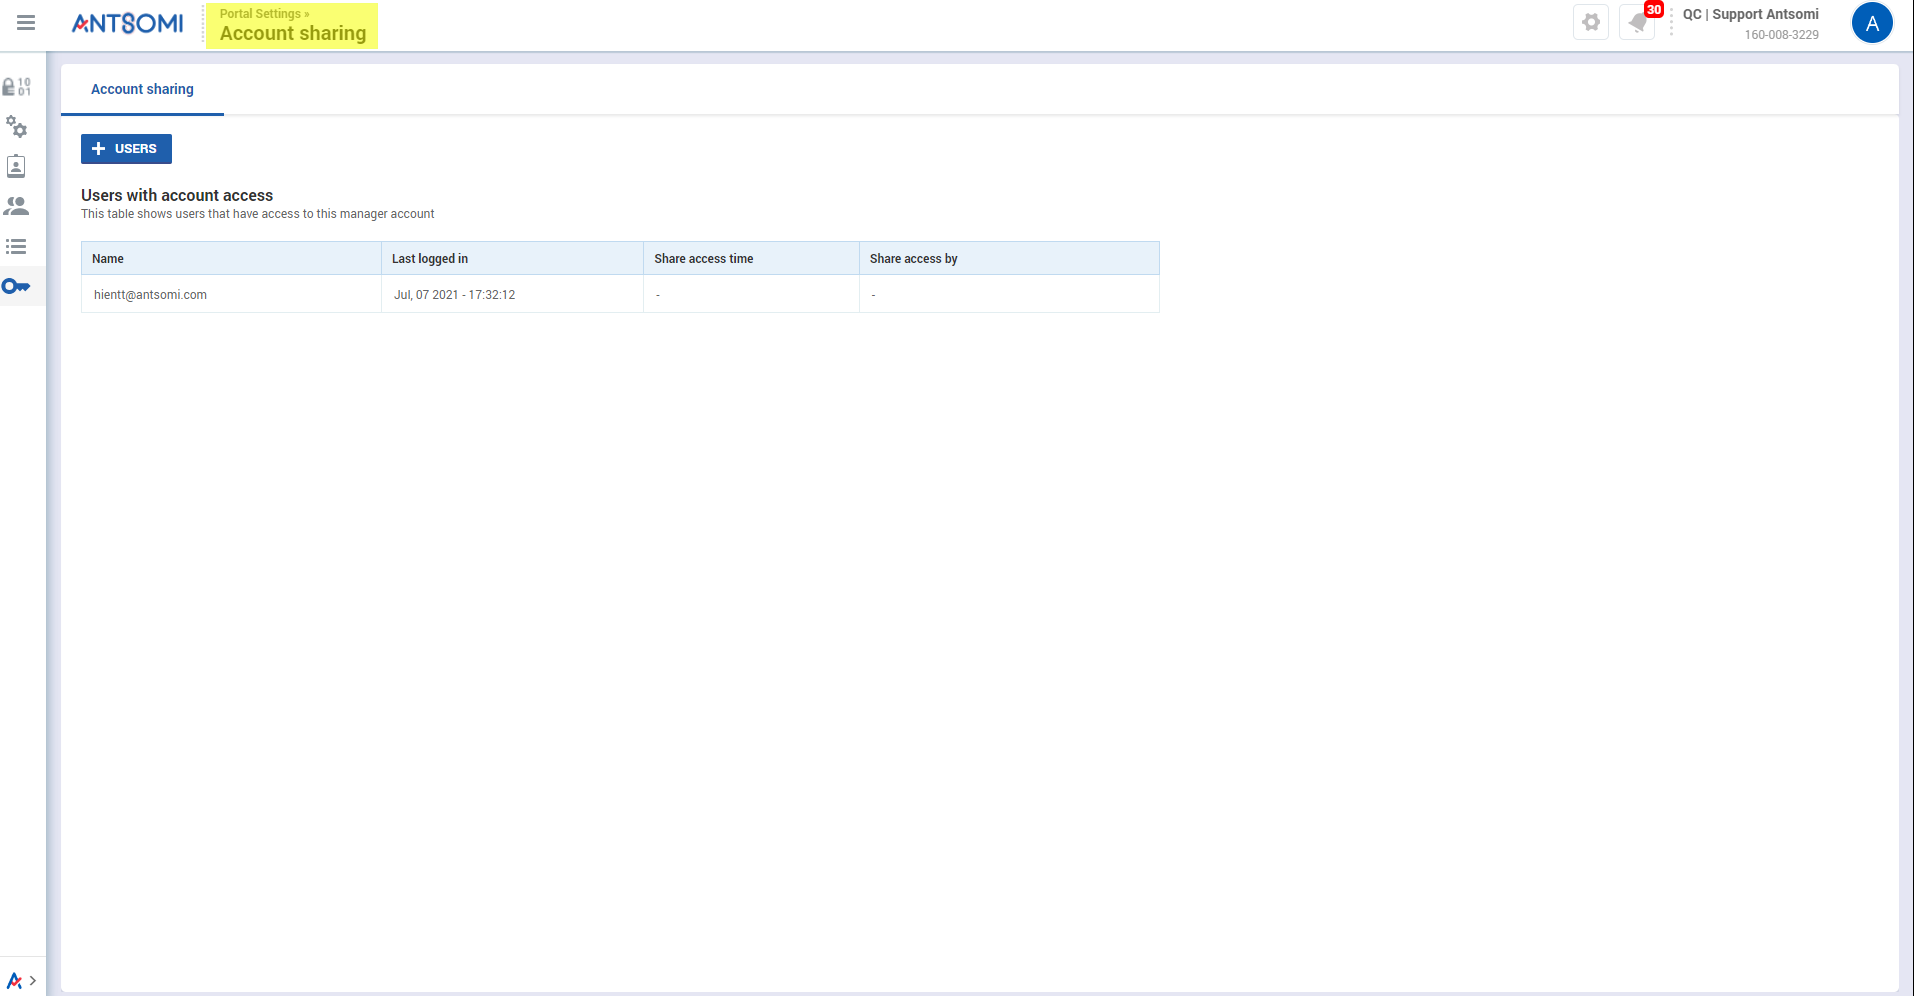 ANTSOMI
Portal Settings »
Account sharing
30
QC | Support Antsomi
160-008-3229
A
10
01
Account sharing
+ USERS
Users with account access
This table shows users that have access to this manager account
Name Last logged in Share access time Share access by
hientt@antsomi.com Jul, 07 2021 - 17:32:12 - -